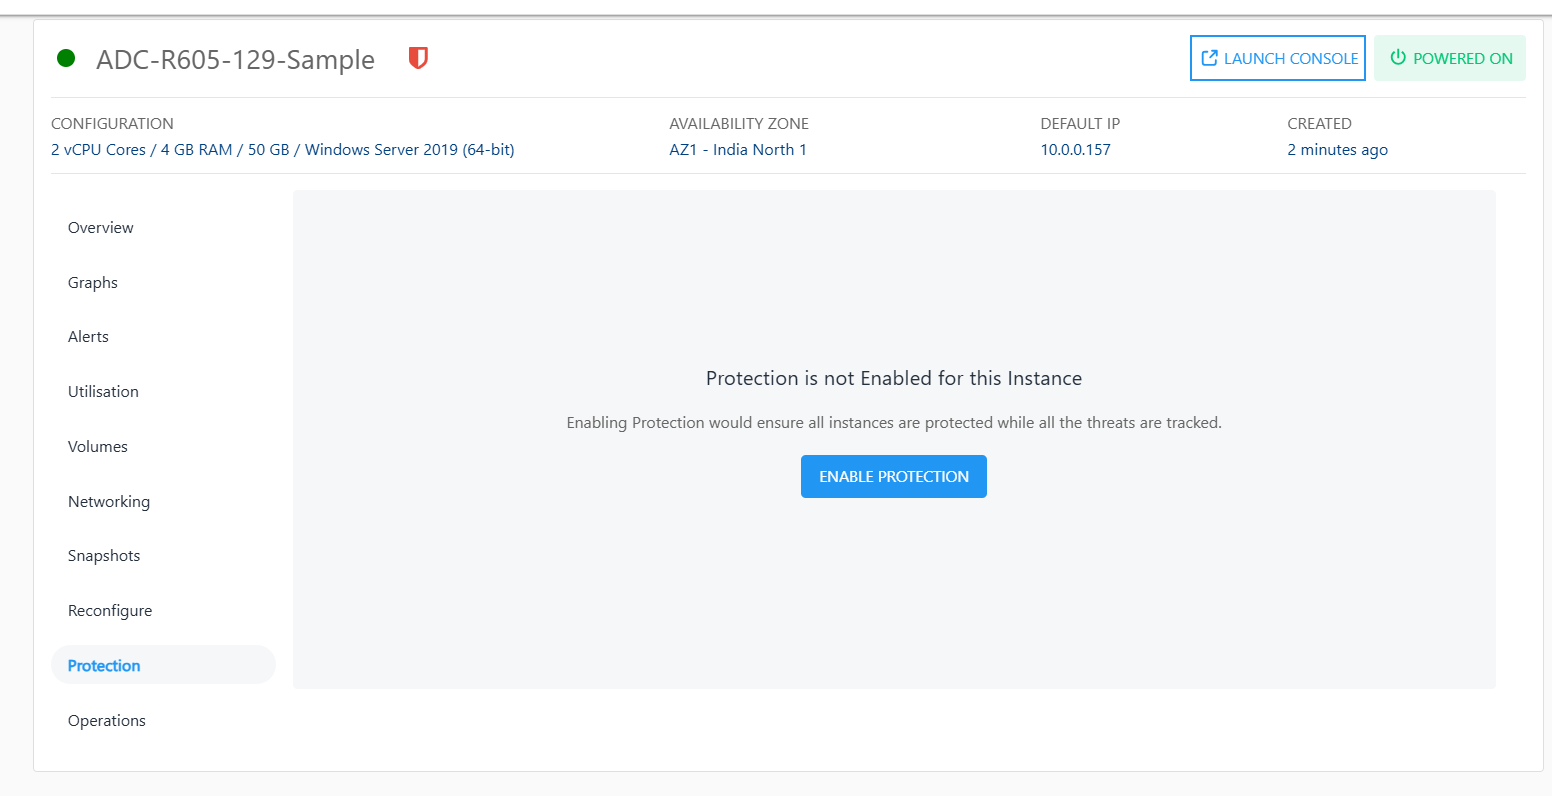 ADC-R605-129-Sample
LAUNCH CONSOLE
POWERED ON
CONFIGURATION
2 vCPU Cores / 4 GB RAM / 50 GB / Windows Server 2019 (64-bit)
AVAILABILITY ZONE
AZ1 - India North 1
DEFAULT IP
10.0.0.157
CREATED
2 minutes ago
Overview
Graphs
Alerts
Utilisation
Volumes
Networking
Snapshots
Reconfigure
Protection
Operations
Protection is not Enabled for this Instance
Enabling Protection would ensure all instances are protected while all the threats are tracked.
ENABLE PROTECTION